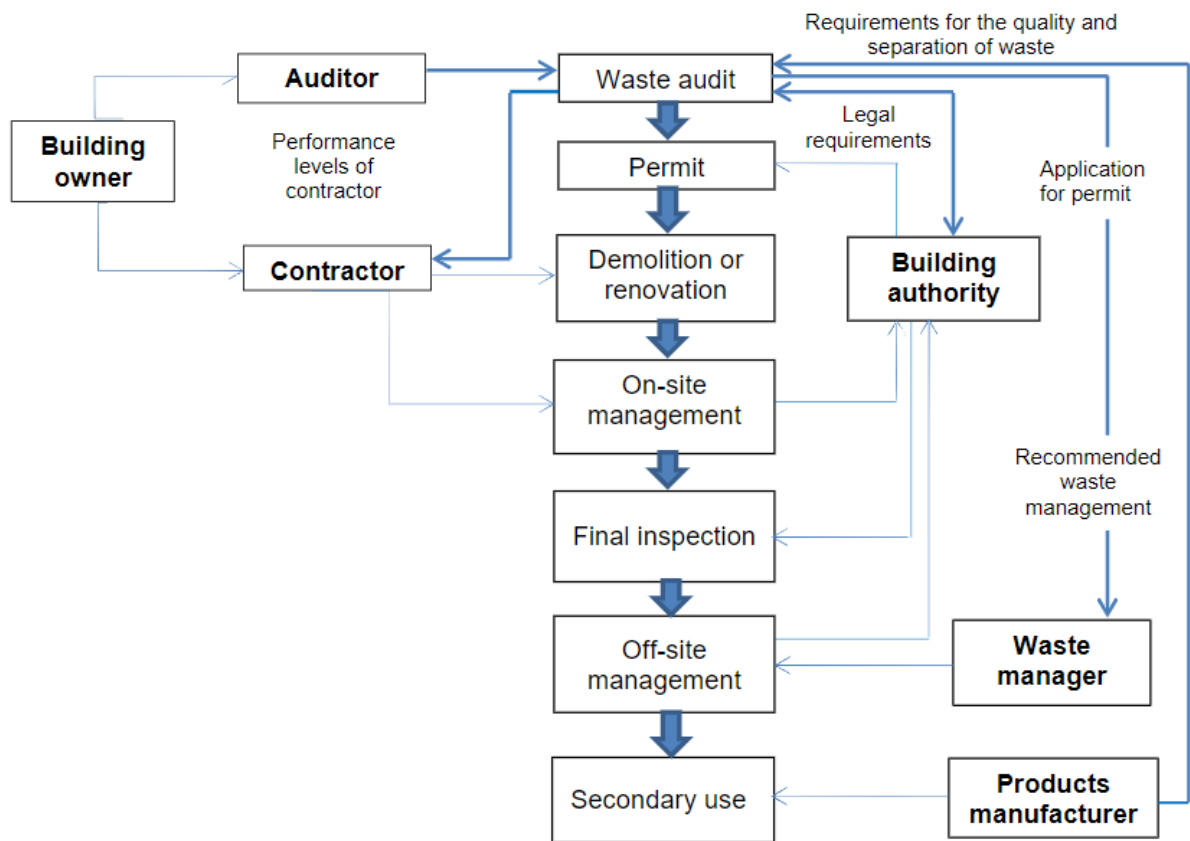 Requirements for the quality and
separation of waste
Auditor
Waste audit
Building
owner
Performance
levels of
contractor
Legal
requirements
Permit
Application
for permit
Contractor
Demolition or
renovation
Building
authority
On-site
management
Recommended
waste
management
Final inspection
Off-site
management
Waste
manager
Secondary use
Products
manufacturer